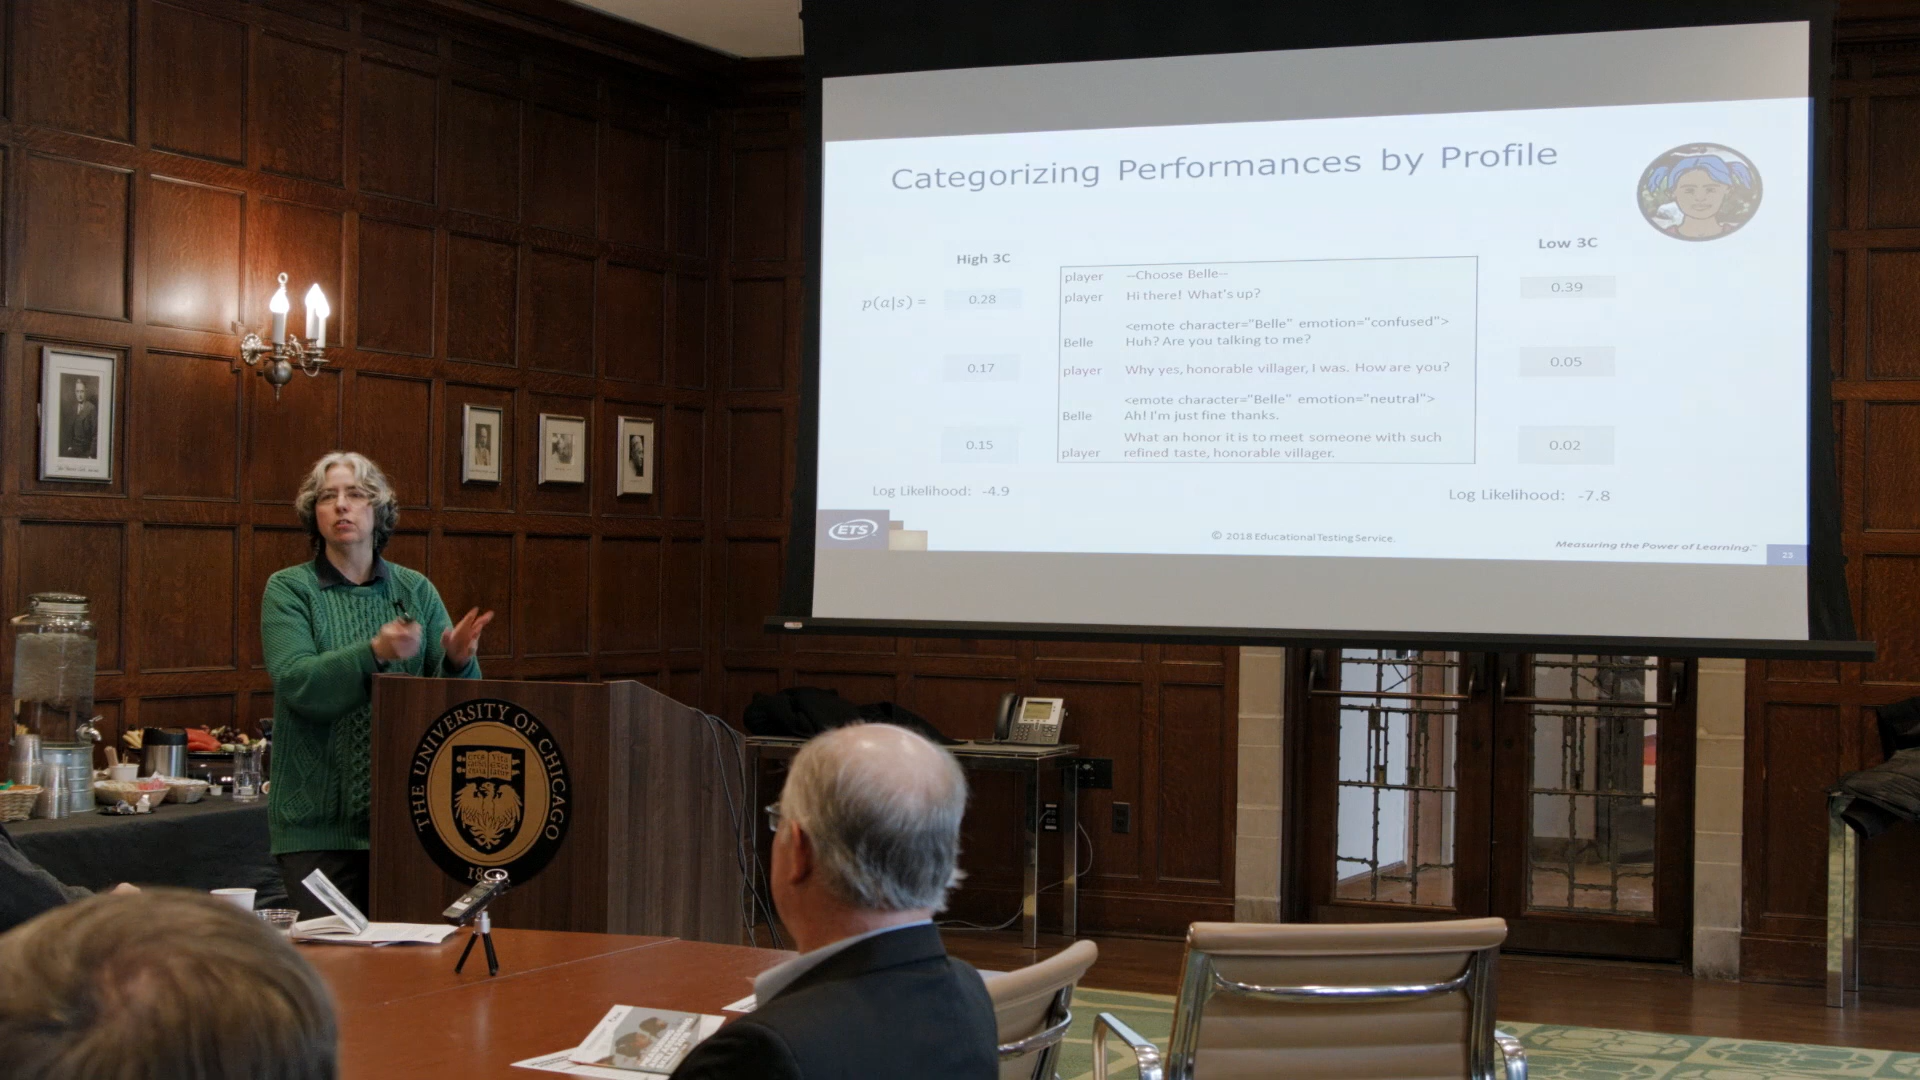 Categorizing Performances by Profile
High 3C
Low 3C
p(a|s) =
0.28
0.17
0.15
player --Choose Belle--
player Hi there! What's up?
<emote character="Belle" emotion="confused">
Belle Huh? Are you talking to me?
player Why yes, honorable villager, I was. How are you?
<emote character="Belle" emotion="neutral">
Belle Ah! I'm just fine thanks.
What an honor it is to meet someone with such
player refined taste, honorable villager.
0.39
0.05
0.02
Log Likelihood: -4.9
Log Likelihood: -7.8
ETS
© 2018 Educational Testing Service.
Measuring the Power of Learning.™
23
THE UNIVERSITY OF CHICAGO